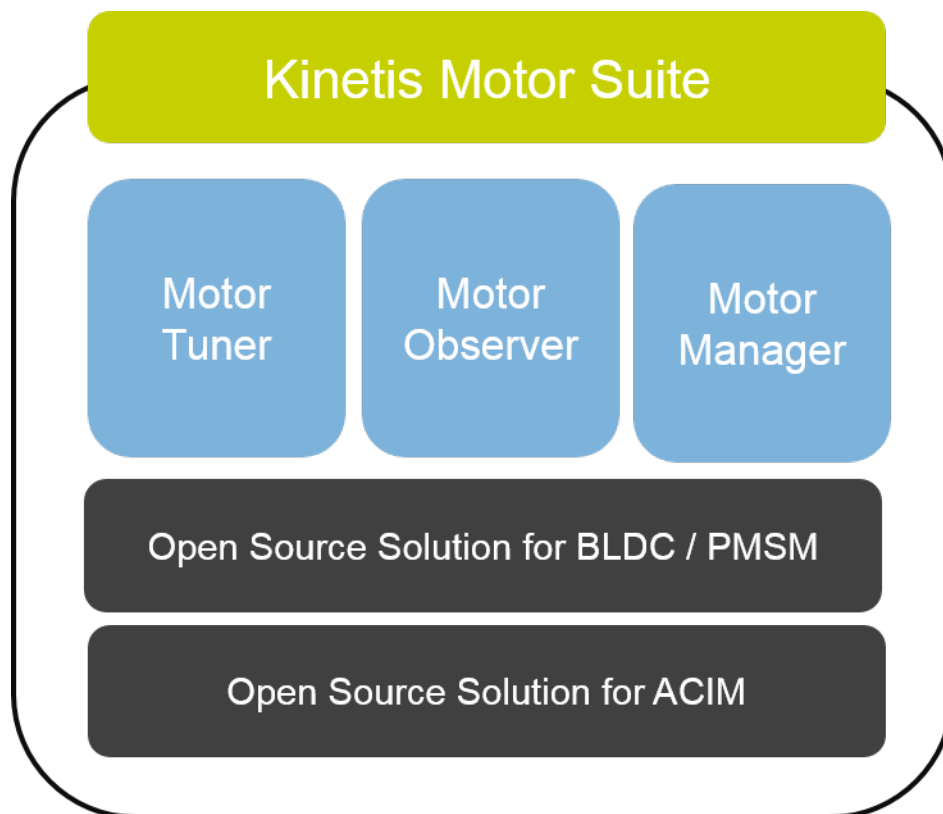 Kinetis Motor Suite
Motor
Tuner
Motor
Observer
Motor
Manager
Open Source Solution for BLDC / PMSM
Open Source Solution for ACIM